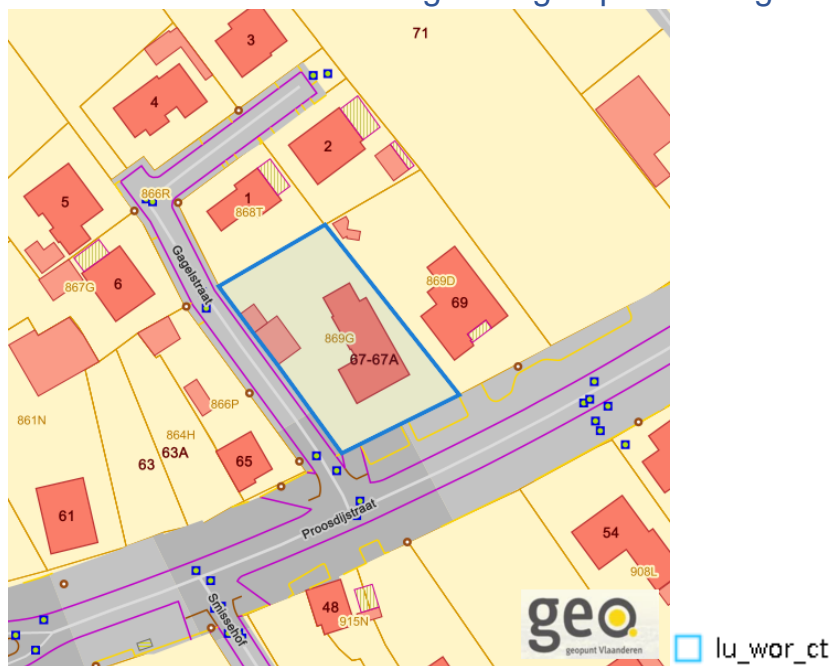 3
71
4
2
866R
1
868T
5
Gagelstraat
6
867G
869D
69
869G
67-67A
861N
866P
864H
63
63A
65
61
Proosdijstraat
54
908L
Smissehof
48
915N
geo.
geopunt Vlaanderen
lu_wor_ct